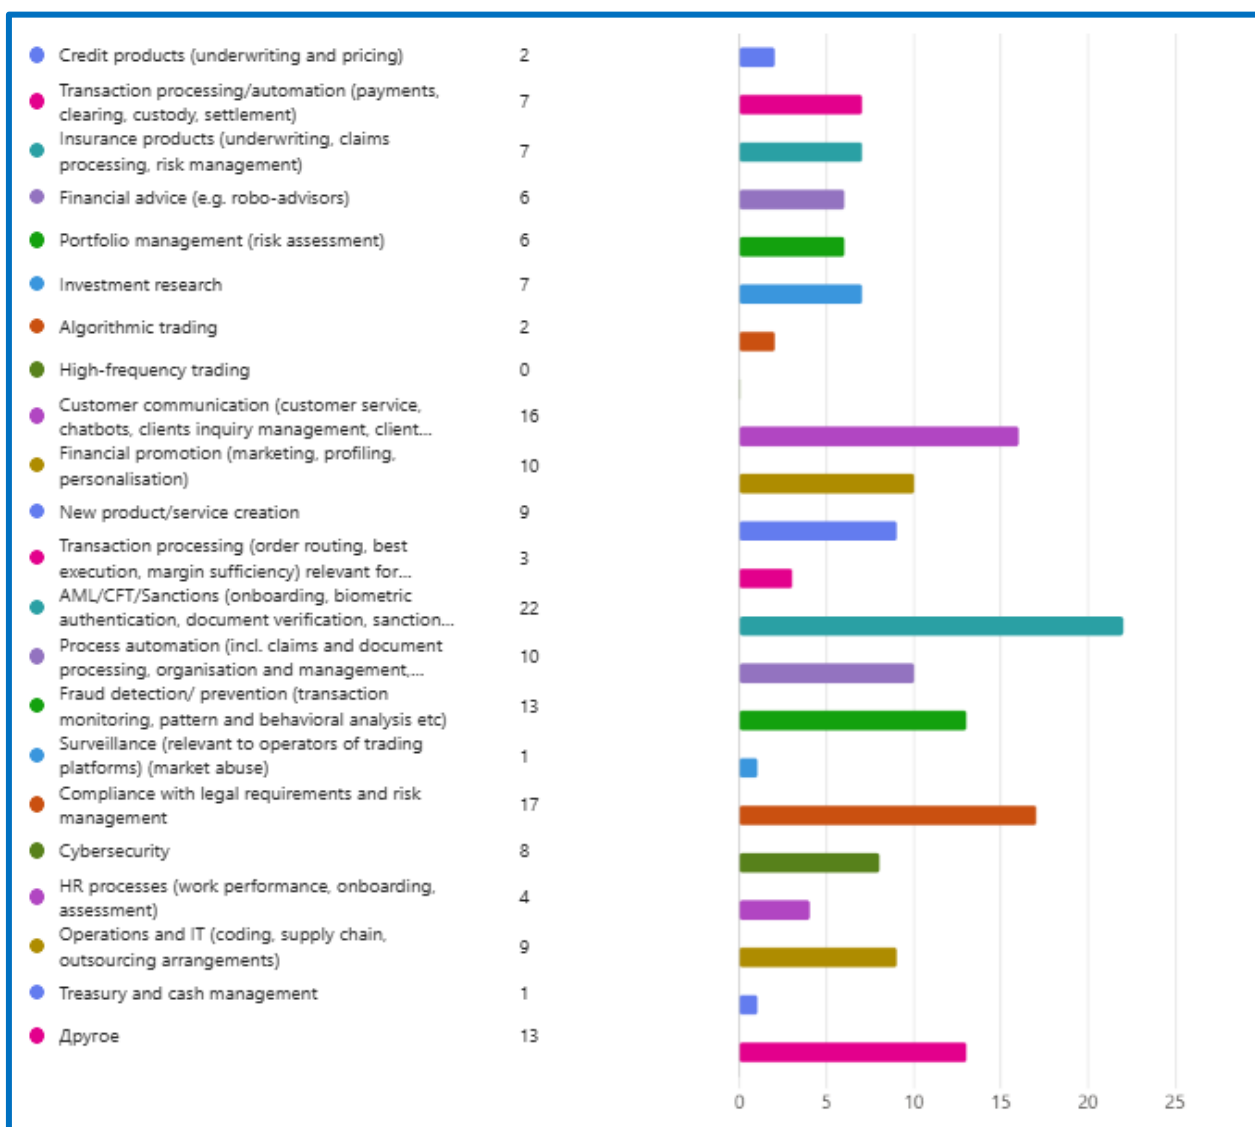 Credit products (underwriting and pricing) 2
Transaction processing/automation (payments,
clearing, custody, settlement) 7
Insurance products (underwriting, claims
processing, risk management) 7
Financial advice (e.g. robo-advisors) 6
Portfolio management (risk assessment) 6
Investment research 7
Algorithmic trading 2
High-frequency trading 0
Customer communication (customer service,
chatbots, clients inquiry management, client... 16
Financial promotion (marketing, profiling,
personalisation) 10
New product/service creation 9
Transaction processing (order routing, best
execution, margin sufficiency) relevant for... 3
AML/CFT/Sanctions (onboarding, biometric
authentication, document verification, sanction... 22
Process automation (incl. claims and document
processing, organisation and management,... 10
Fraud detection/ prevention (transaction
monitoring, pattern and behavioral analysis etc) 13
Surveillance (relevant to operators of trading
platforms) (market abuse) 1
Compliance with legal requirements and risk
management 17
Cybersecurity 8
HR processes (work performance, onboarding,
assessment) 4
Operations and IT (coding, supply chain,
outsourcing arrangements) 9
Treasury and cash management 1
Другое 13
0 5 10 15 20 25